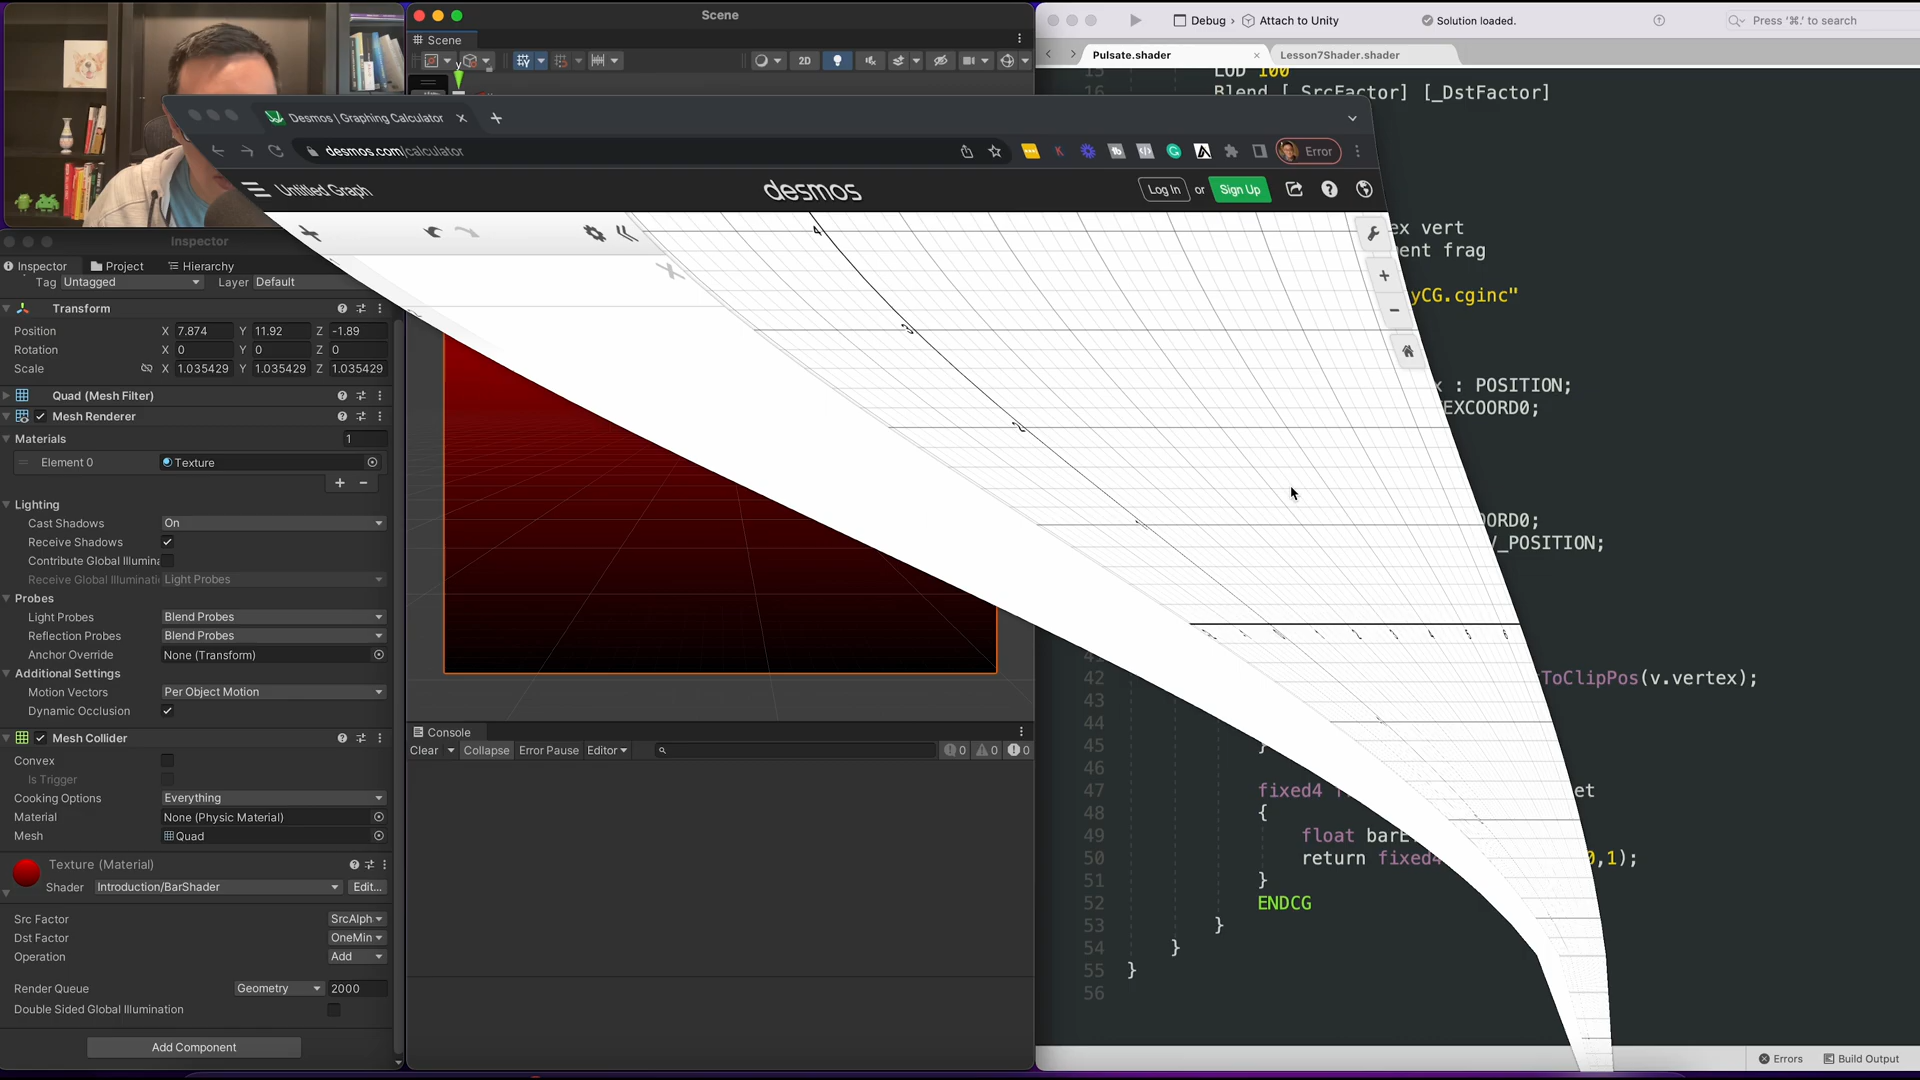 Scene
Debug › Attach to Unity
Solution loaded.
Press '⌘.' to search
Scene
Pulsate.shader
Lesson7Shader.shader
2D
15 LOD 100
16 Blend [_SrcFactor] [_DstFactor]
Desmos | Graphing Calculator
desmos.com/calculator
Error
Untitled Graph
desmos
Log In or Sign Up
ex vert
ent frag
Inspector
Inspector
Project
Hierarchy
Tag Untagged
Layer Default
yCG.cginc"
Transform
Position X 7.874 Y 11.92 Z -1.89
Rotation X 0 Y 0 Z 0
Scale X 1.035429 Y 1.035429 Z 1.035429
: POSITION;
EXCOORD0;
Quad (Mesh Filter)
Mesh Renderer
Materials 1
Element 0 Texture
Lighting
Cast Shadows On
Receive Shadows
Contribute Global Illumina
Receive Global Illuminati Light Probes
OORD0;
V_POSITION;
Probes
Light Probes Blend Probes
Reflection Probes Blend Probes
Anchor Override None (Transform)
Additional Settings
Motion Vectors Per Object Motion
Dynamic Occlusion
42 ToClipPos(v.vertex);
43
44
45 }
46
47 fixed4 et
48 {
49 float
50 return fixed4 0,1);
51 }
52 ENDCG
53 }
54 }
55 }
56
Console
Clear Collapse Error Pause Editor
0 0 0
Mesh Collider
Convex
Is Trigger
Cooking Options Everything
Material None (Physic Material)
Mesh Quad
Texture (Material)
Shader Introduction/BarShader Edit...
Src Factor SrcAlph
Dst Factor OneMin
Operation Add
Render Queue Geometry 2000
Double Sided Global Illumination
Add Component
Errors
Build Output